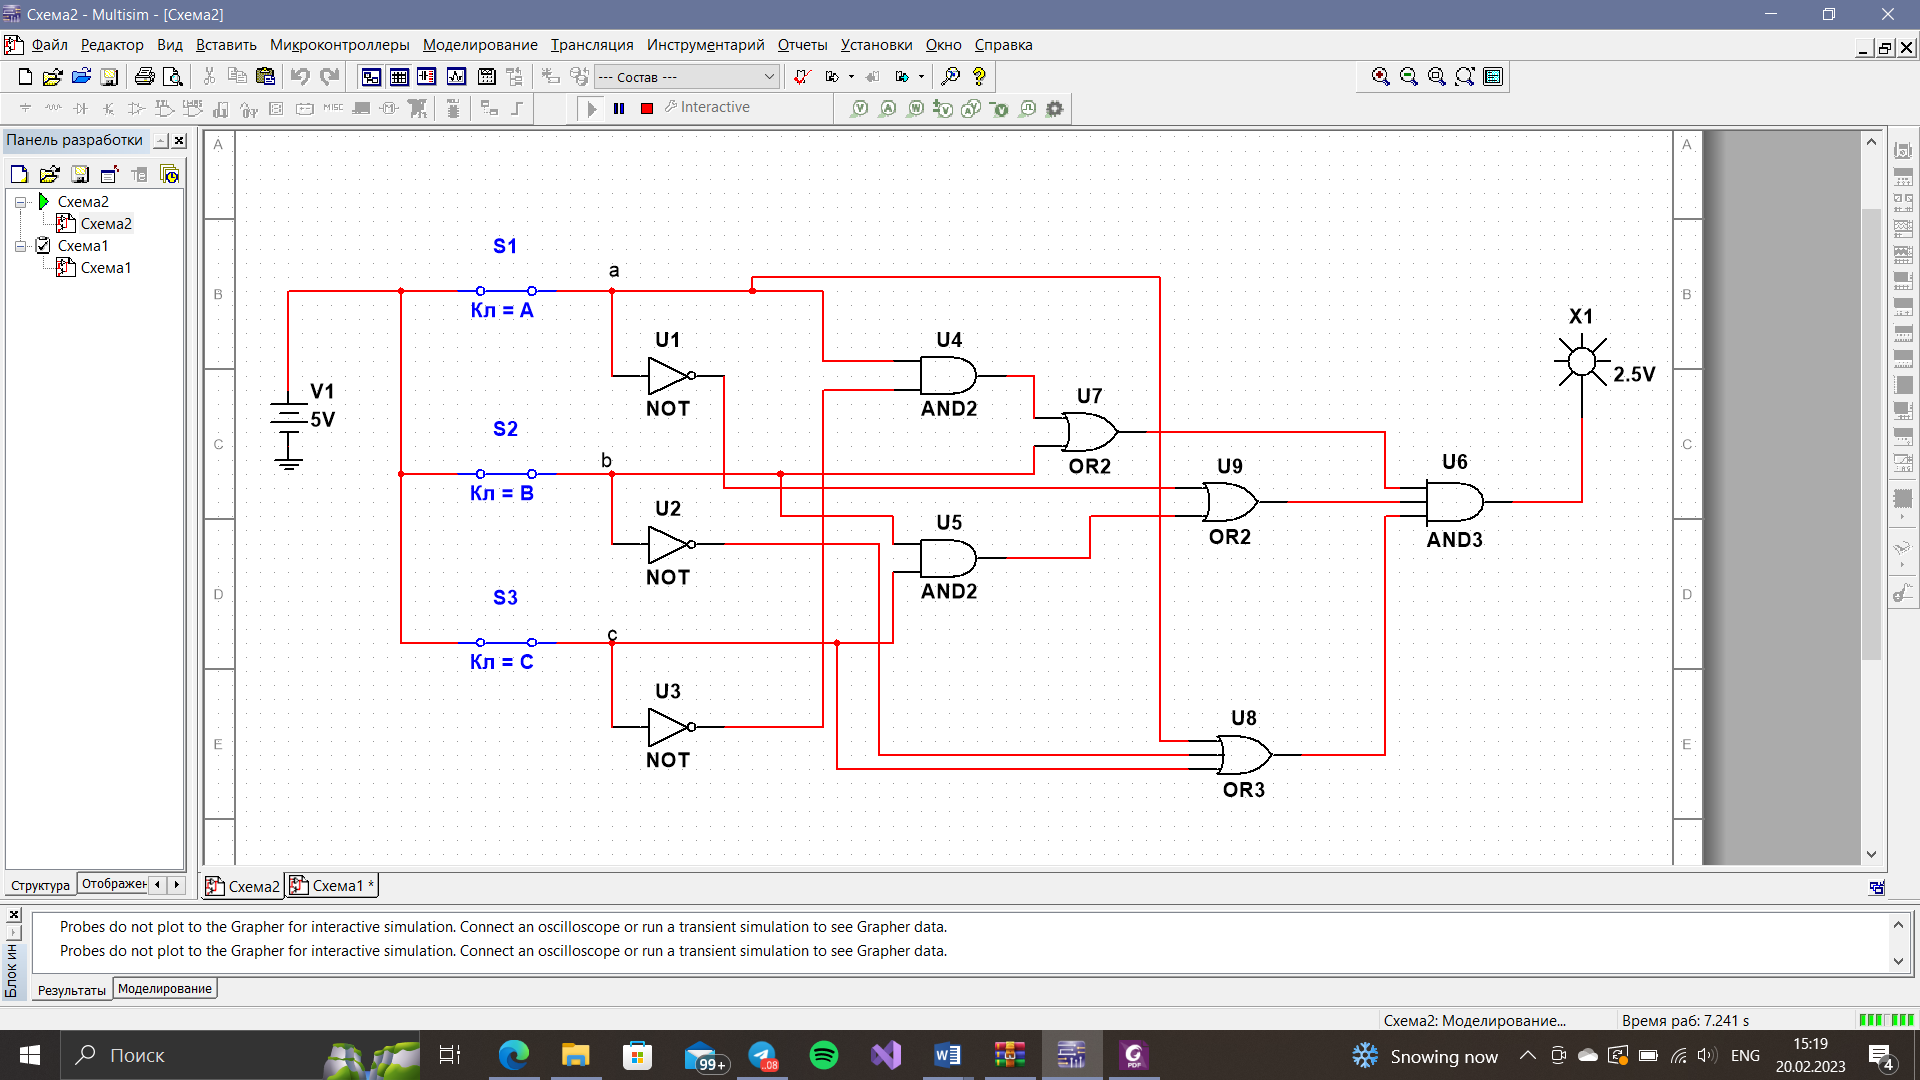 Схема2 - Multisim - [Схема2]
Файл Редактор Вид Вставить Микроконтроллеры Моделирование Трансляция Инструментарий Отчеты Установки Окно Справка
--- Состав ---
MISC
Interactive
Панель разработки
Схема2
Схема2
Схема1
Схема1
Структура Отображен
A
B
C
D
E
A
B
C
D
E
S1
a
Кл = A
U1
NOT
V1
5V
S2
b
Кл = B
U2
NOT
S3
c
Кл = C
U3
NOT
U4
AND2
U7
OR2
U5
AND2
U9
OR2
U6
AND3
U8
OR3
X1
2.5V
Схема2 Схема1 *
Probes do not plot to the Grapher for interactive simulation. Connect an oscilloscope or run a transient simulation to see Grapher data.
Probes do not plot to the Grapher for interactive simulation. Connect an oscilloscope or run a transient simulation to see Grapher data.
Блок ин
Результаты Моделирование
Схема2: Моделирование... Время раб: 7.241 s
Поиск
99+
..08
PDF
Snowing now
ENG
15:19
20.02.2023
4